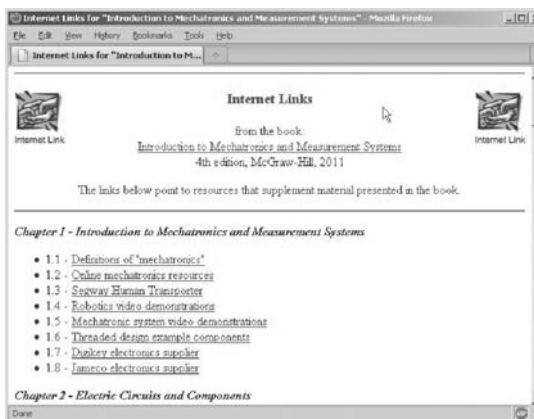 Internet Links for "Introduction to Mechatronics and Measurement Systems" - Mozilla Firefox
File Edit View History Bookmarks Tools Help
Internet Links for "Introduction to M...
Internet Links
Internet Link
Internet Link
from the book:
Introduction to Mechatronics and Measurement Systems
4th edition, McGraw-Hill, 2011
The links below point to resources that supplement material presented in the book.
Chapter 1 - Introduction to Mechatronics and Measurement Systems
• 1.1 - Definitions of "mechatronics"
• 1.2 - Online mechatronics resources
• 1.3 - Segway Human Transporter
• 1.4 - Robotics video demonstrations
• 1.5 - Mechatronic system video demonstrations
• 1.6 - Threaded design example components
• 1.7 - Digikey electronics supplier
• 1.8 - Jameco electronics supplier
Chapter 2 - Electric Circuits and Components
Done